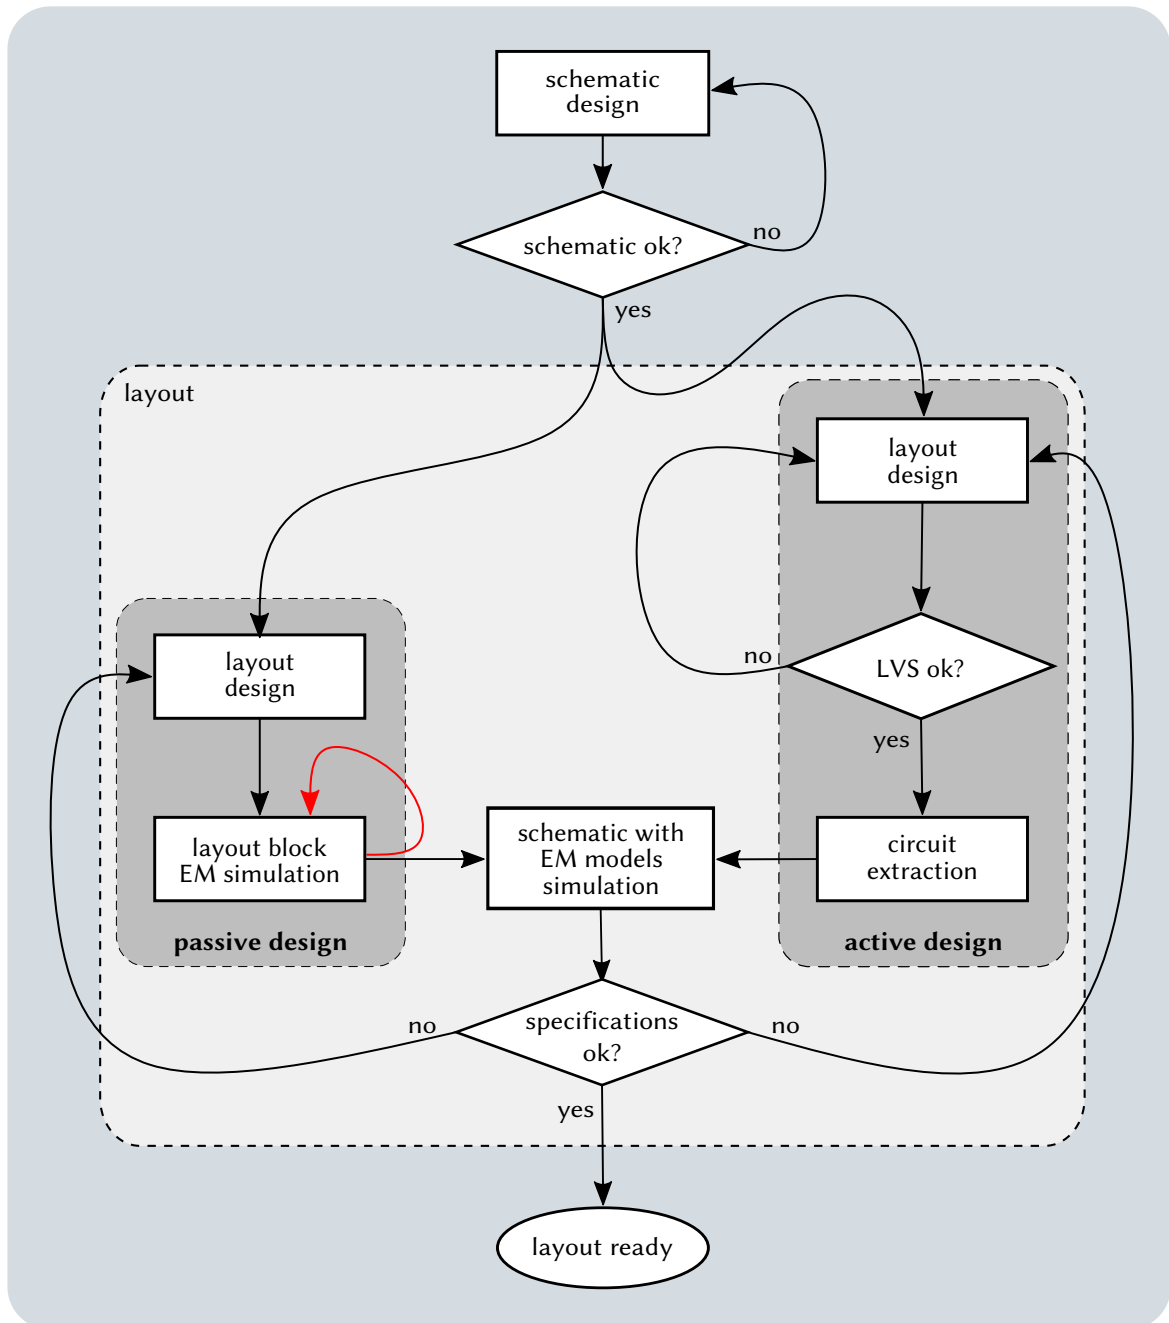 schematic
design
schematic ok?
no
yes
layout
layout
design
no
LVS ok?
yes
layout
design
layout block
EM simulation
passive design
schematic with
EM models
simulation
circuit
extraction
active design
no
specifications
ok?
no
yes
layout ready